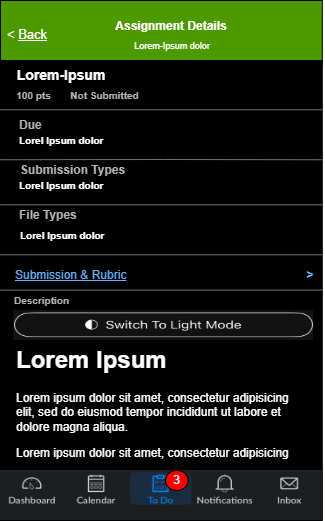 < Back
Assignment Details
Lorem-Ipsum dolor
Lorem-Ipsum
100 pts Not Submitted
Due
Lorel Ipsum dolor
Submission Types
Lorel Ipsum dolor
File Types
Lorel Ipsum dolor
Submission & Rubric >
Description
Switch To Light Mode
Lorem Ipsum
Lorem ipsum dolor sit amet, consectetur adipisicing
elit, sed do eiusmod tempor incididunt ut labore et
dolore magna aliqua.
Lorem ipsum dolor sit amet, consectetur adipisicing
3
Dashboard Calendar To Do Notifications Inbox